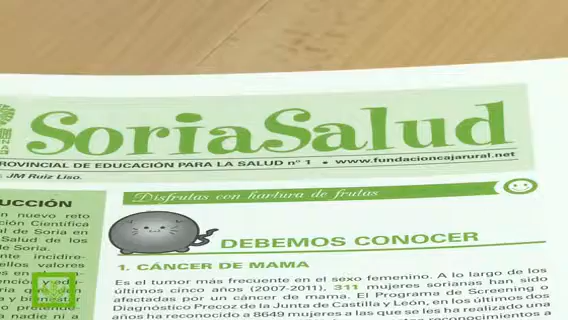 SoriaSalud
PROVINCIAL DE EDUCACIÓN PARA LA SALUD nº 1 • www.fundacioncajarural.net
JM Ruiz Liso.
Disfrutas con hartura de frutas
DEBEMOS CONOCER
1. CÁNCER DE MAMA
Es el tumor más frecuente en el sexo femenino. A lo largo de los
últimos cinco años (2007-2011), 311 mujeres sorianas han sido
afectadas por un cáncer de mama. El Programa de Screening o
Diagnóstico Precoz de la Junta de Castilla y León, en los últimos dos
años ha reconocido a 8649 mujeres a las que se les ha realizado una
reconocimientos a
UCCIÓN
n nuevo reto
ción Científica
al de Soria en
Salud de los
de Soria.
nte incidire-
ellos valores